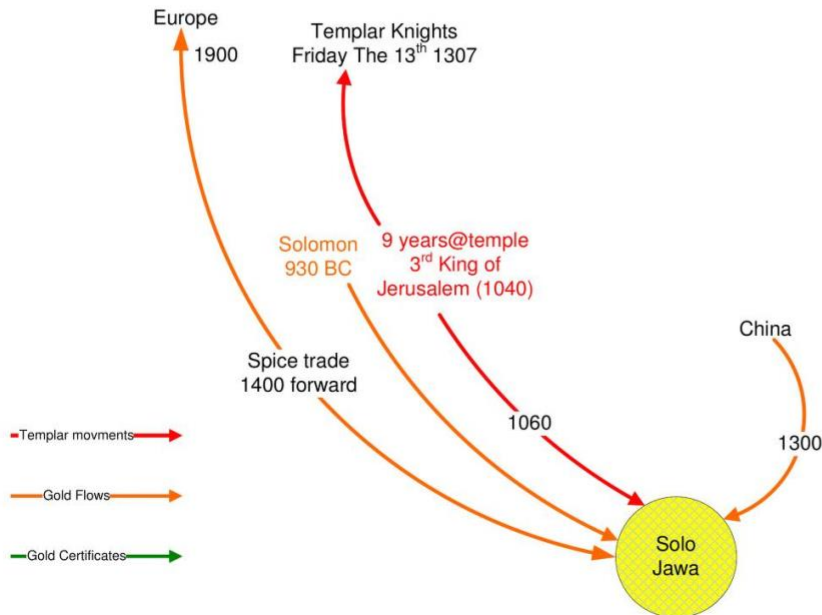 Europe
1900
Templar Knights
Friday The 13th 1307
Solomon
930 BC
9 years@temple
3rd King of
Jerusalem (1040)
China
Spice trade
1400 forward
1060
1300
Templar movments
Gold Flows
Gold Certificates
Solo
Jawa